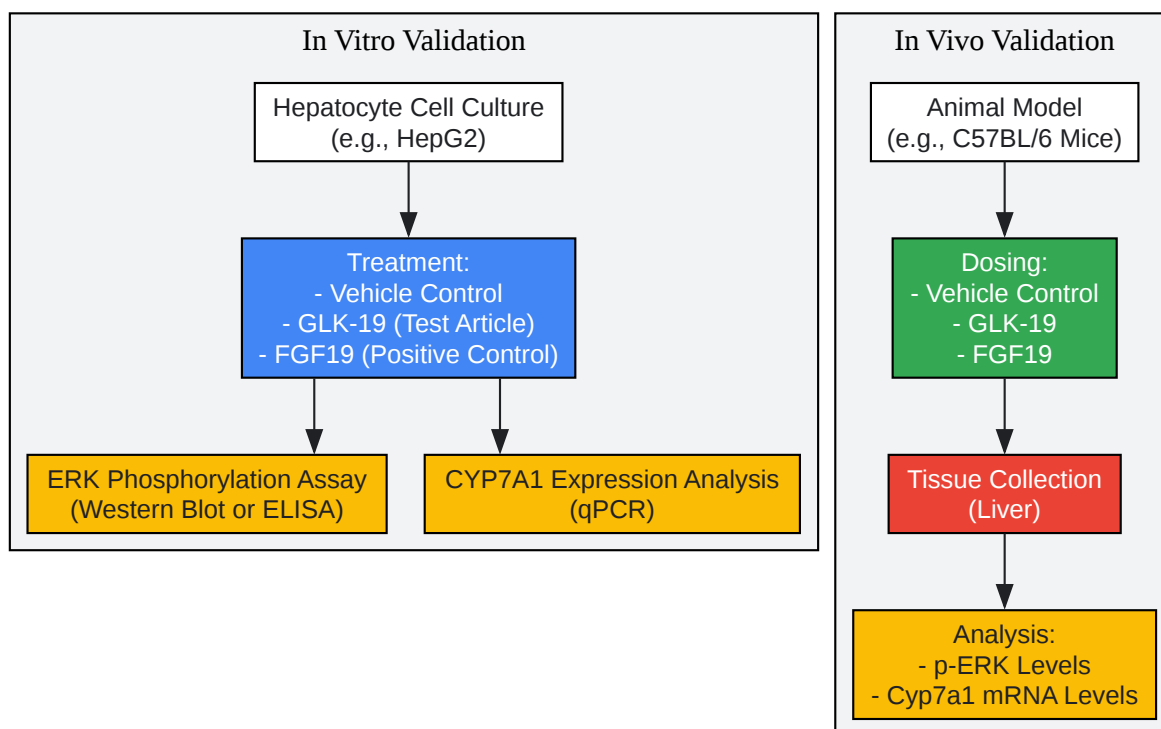 In Vitro Validation
Hepatocyte Cell Culture
(e.g., HepG2)
Treatment:
- Vehicle Control
- GLK-19 (Test Article)
- FGF19 (Positive Control)
ERK Phosphorylation Assay
(Western Blot or ELISA)
CYP7A1 Expression Analysis
(qPCR)
In Vivo Validation
Animal Model
(e.g., C57BL/6 Mice)
Dosing:
- Vehicle Control
- GLK-19
- FGF19
Tissue Collection
(Liver)
Analysis:
- p-ERK Levels
- Cyp7a1 mRNA Levels